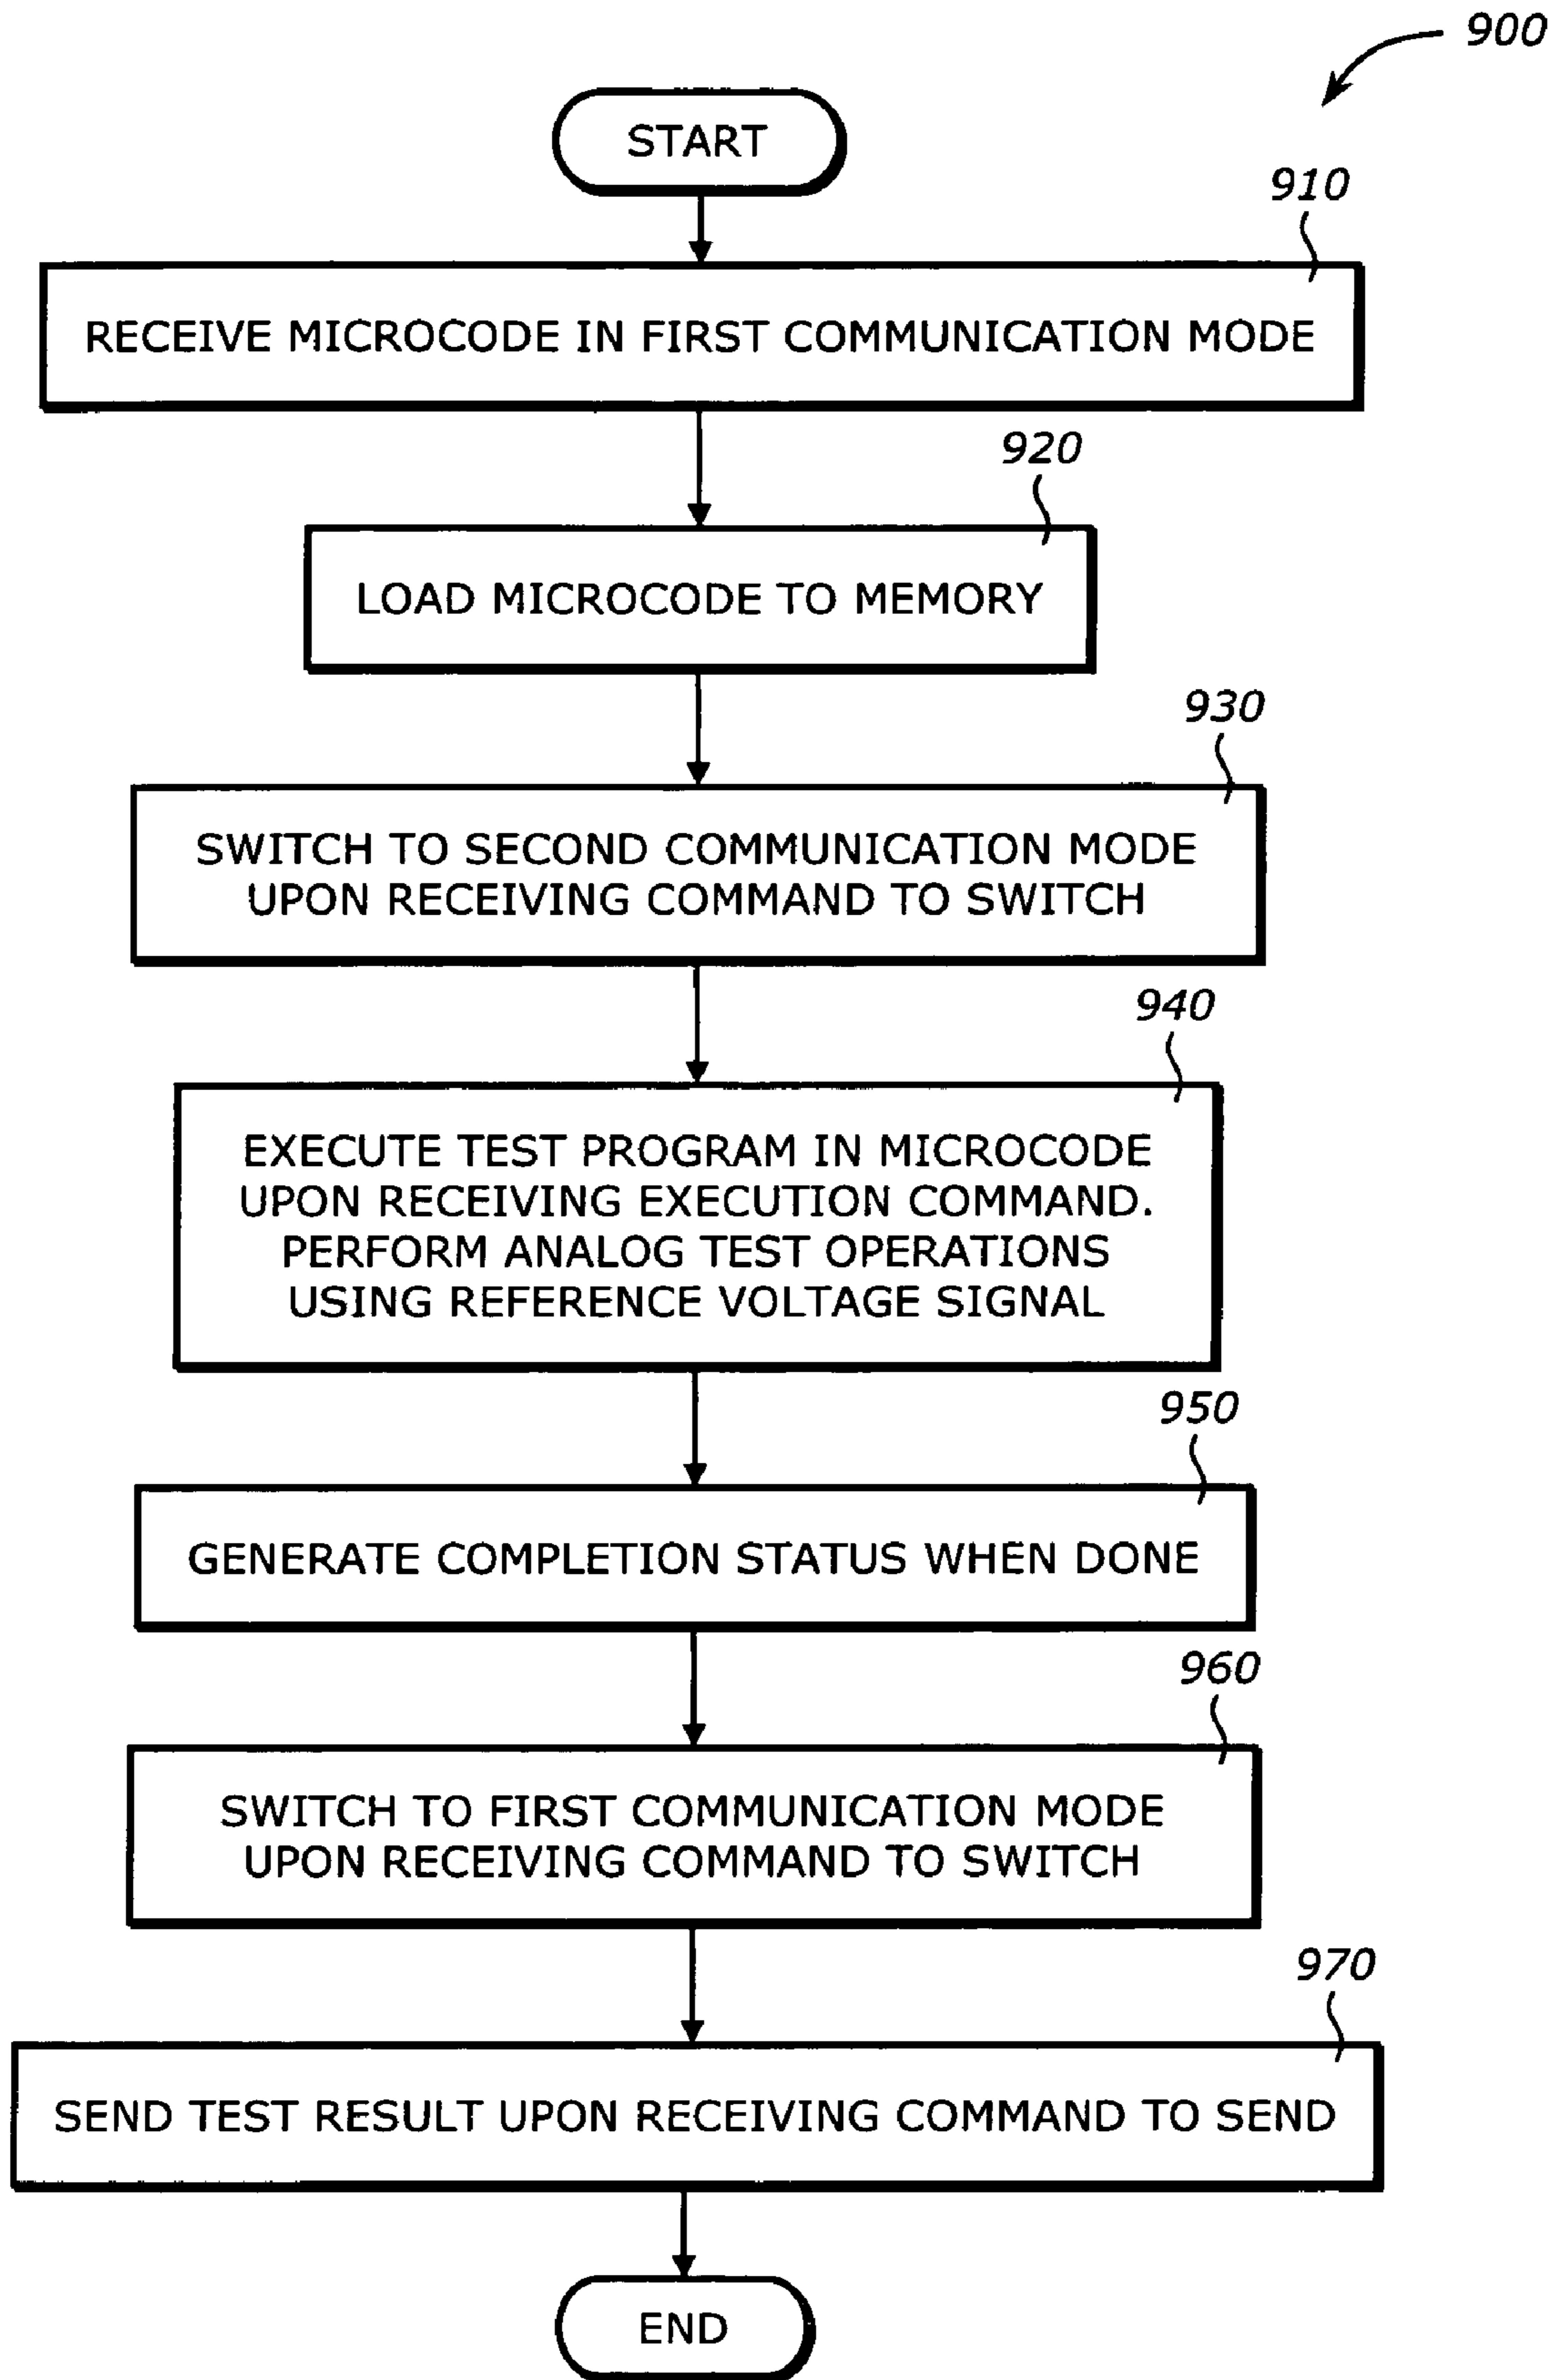 900
START
910
RECEIVE MICROCODE IN FIRST COMMUNICATION MODE
920
LOAD MICROCODE TO MEMORY
930
SWITCH TO SECOND COMMUNICATION MODE
UPON RECEIVING COMMAND TO SWITCH
940
EXECUTE TEST PROGRAM IN MICROCODE
UPON RECEIVING EXECUTION COMMAND.
PERFORM ANALOG TEST OPERATIONS
USING REFERENCE VOLTAGE SIGNAL
950
GENERATE COMPLETION STATUS WHEN DONE
960
SWITCH TO FIRST COMMUNICATION MODE
UPON RECEIVING COMMAND TO SWITCH
970
SEND TEST RESULT UPON RECEIVING COMMAND TO SEND
END